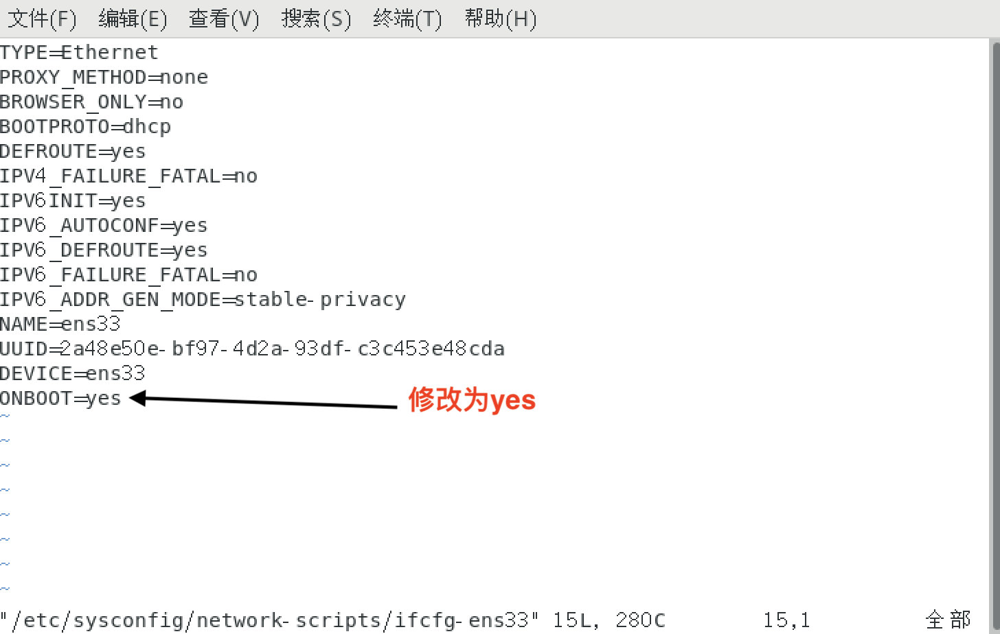 文件(F) 编辑(E) 查看(V) 搜索(S) 终端(T) 帮助(H)
TYPE=Ethernet
PROXY_METHOD=none
BROWSER_ONLY=no
BOOTPROTO=dhcp
DEFROUTE=yes
IPV4_FAILURE_FATAL=no
IPV6INIT=yes
IPV6_AUTOCONF=yes
IPV6_DEFROUTE=yes
IPV6_FAILURE_FATAL=no
IPV6_ADDR_GEN_MODE=stable-privacy
NAME=ens33
UUID=2a48e50e-bf97-4d2a-93df-c3c453e48cda
DEVICE=ens33
ONBOOT=yes 修改为yes
~
~
~
~
~
~
~
~
"/etc/sysconfig/network-scripts/ifcfg-ens33" 15L, 280C 15,1 全部